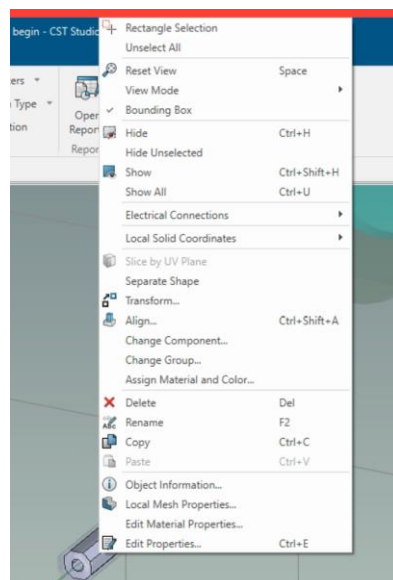 begin - CST Studio
ers
Type
tion
Oper
Repor
Repor
Rectangle Selection
Unselect All
Reset View Space
View Mode
Bounding Box
Hide Ctrl+H
Hide Unselected
Show Ctrl+Shift+H
Show All Ctrl+U
Electrical Connections
Local Solid Coordinates
Slice by UV Plane
Separate Shape
Transform...
Align... Ctrl+Shift+A
Change Component...
Change Group...
Assign Material and Color...
Delete Del
Rename F2
Copy Ctrl+C
Paste Ctrl+V
Object Information...
Local Mesh Properties...
Edit Material Properties...
Edit Properties... Ctrl+E